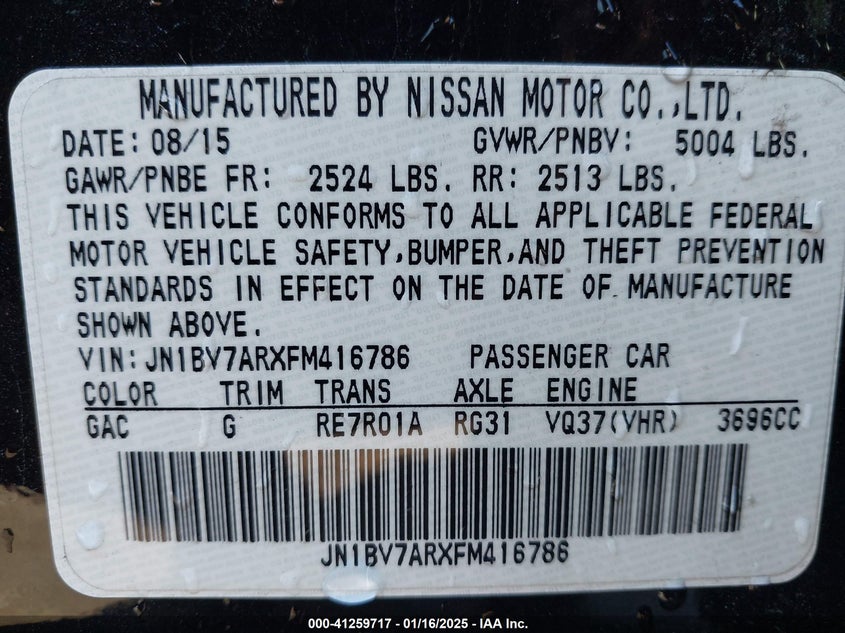 MANUFACTURED BY NISSAN MOTOR CO.,LTD.
DATE: 08/15 GVWR/PNBV: 5004 LBS.
GAWR/PNBE FR: 2524 LBS. RR: 2513 LBS.
THIS VEHICLE CONFORMS TO ALL APPLICABLE FEDERAL
MOTOR VEHICLE SAFETY,BUMPER,AND THEFT PREVENTION
STANDARDS IN EFFECT ON THE DATE OF MANUFACTURE
SHOWN ABOVE.
VIN: JN1BV7ARXFM416786 PASSENGER CAR
COLOR TRIM TRANS AXLE ENGINE
GAC G RE7R01A RG31 VQ37(VHR) 3696CC
JN1BV7ARXFM416786
000-41259717 - 01/16/2025 - IAA Inc.